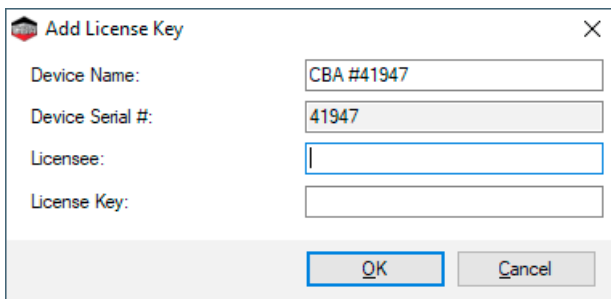 Add License Key
Device Name: CBA #41947
Device Serial #: 41947
Licensee:
License Key:
OK Cancel